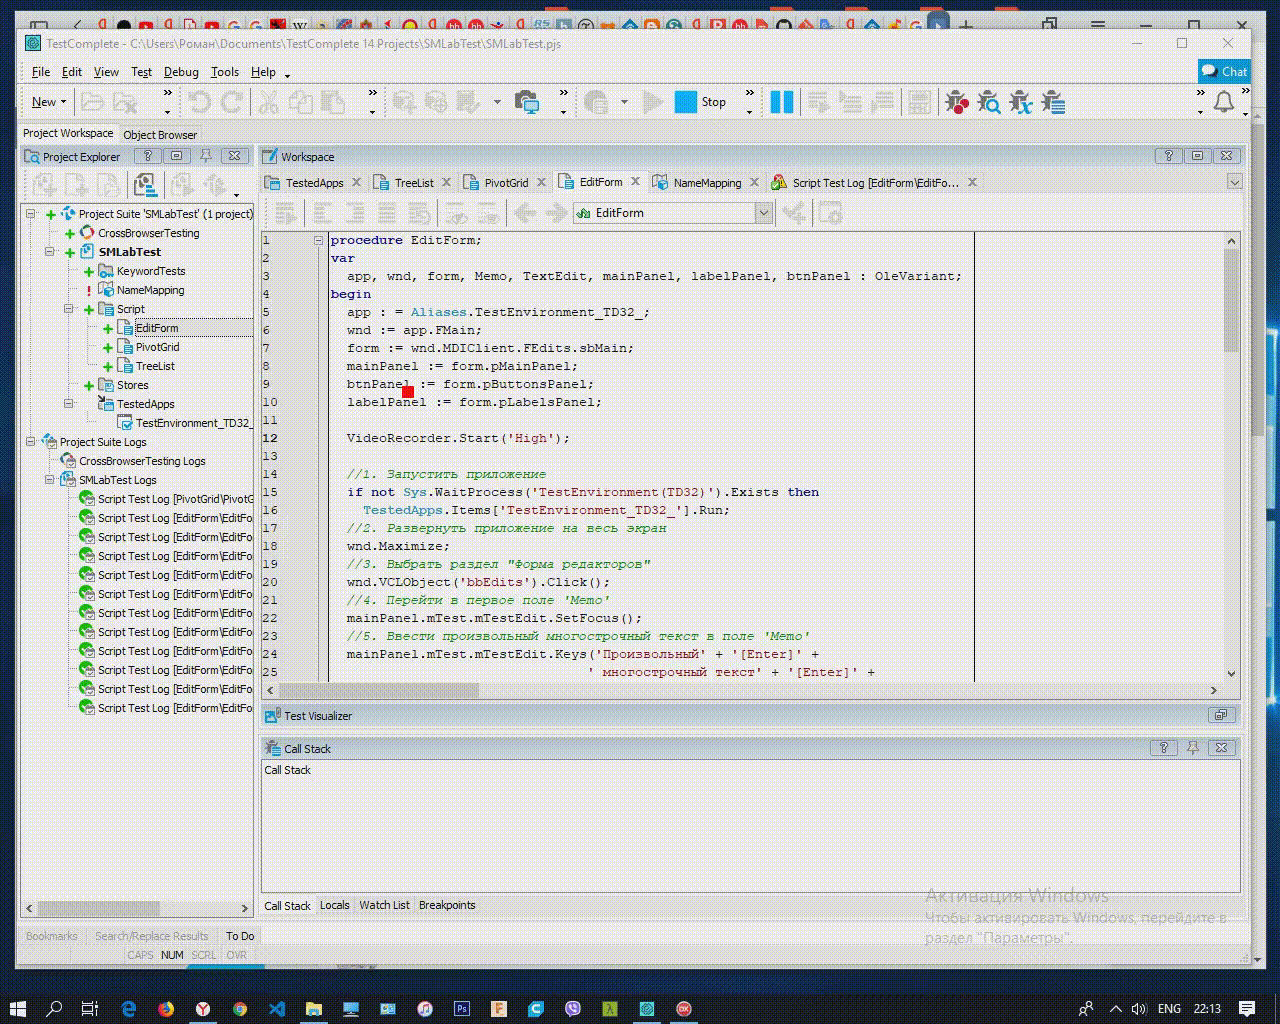 TestComplete - C:\Users\Роман\Documents\TestComplete 14 Projects\SMLabTest\SMLabTest.pjs
File Edit View Test Debug Tools Help
Chat
New Stop
Project Workspace Object Browser
Project Explorer
Workspace
TestedApps TreeList PivotGrid EditForm NameMapping Script Test Log [EditForm\EditFo...
EditForm
Project Suite 'SMLabTest' (1 project)
CrossBrowserTesting
SMLabTest
KeywordTests
NameMapping
Script
EditForm
PivotGrid
TreeList
Stores
TestedApps
TestEnvironment_TD32_
Project Suite Logs
CrossBrowserTesting Logs
SMLabTest Logs
Script Test Log [PivotGrid\PivotG
Script Test Log [EditForm\EditFo
Script Test Log [EditForm\EditFo
Script Test Log [EditForm\EditFo
Script Test Log [EditForm\EditFo
Script Test Log [EditForm\EditFo
Script Test Log [EditForm\EditFo
Script Test Log [EditForm\EditFo
Script Test Log [EditForm\EditFo
Script Test Log [EditForm\EditFo
Script Test Log [EditForm\EditFo
Script Test Log [EditForm\EditFo
1 procedure EditForm;
2 var
3 app, wnd, form, Memo, TextEdit, mainPanel, labelPanel, btnPanel : OleVariant;
4 begin
5 app : = Aliases.TestEnvironment_TD32_;
6 wnd := app.FMain;
7 form := wnd.MDIClient.FEdits.sbMain;
8 mainPanel := form.pMainPanel;
9 btnPanel := form.pButtonsPanel;
10 labelPanel := form.pLabelsPanel;
11
12 VideoRecorder.Start('High');
13
14 //1. Запустить приложение
15 if not Sys.WaitProcess('TestEnvironment(TD32)').Exists then
16 TestedApps.Items['TestEnvironment_TD32_'].Run;
17 //2. Развернуть приложение на весь экран
18 wnd.Maximize;
19 //3. Выбрать раздел "Форма редакторов"
20 wnd.VCLObject('bbEdits').Click();
21 //4. Перейти в первое поле 'Memo'
22 mainPanel.mTest.mTestEdit.SetFocus();
23 //5. Ввести произвольный многострочный текст в поле 'Memo'
24 mainPanel.mTest.mTestEdit.Keys('Произвольный' + '[Enter]' +
25 ' многострочный текст' + '[Enter]' +
Test Visualizer
Call Stack
Call Stack
Call Stack Locals Watch List Breakpoints
Bookmarks Search/Replace Results To Do
CAPS NUM SCRL OVR
Активация Windows
Чтобы активировать Windows, перейдите в
раздел "Параметры".
ENG 22:13